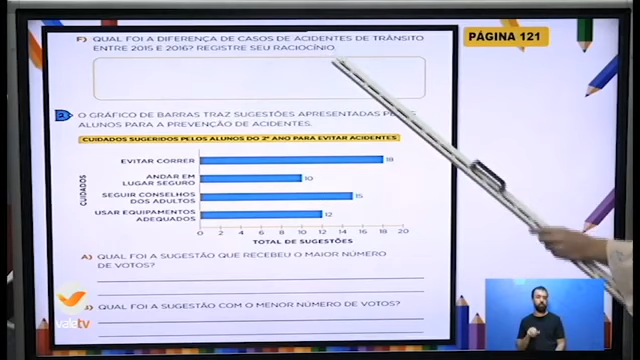 F) QUAL FOI A DIFERENÇA DE CASOS DE ACIDENTES DE TRÂNSITO
ENTRE 2015 E 2016? REGISTRE SEU RACIOCÍNIO.
PÁGINA 121
O GRÁFICO DE BARRAS TRAZ SUGESTÕES APRESENTADAS
ALUNOS PARA A PREVENÇÃO DE ACIDENTES.
CUIDADOS SUGERIDOS PELOS ALUNOS DO 2º ANO PARA EVITAR ACIDENTES
CUIDADOS
EVITAR CORRER 18
ANDAR EM
LUGAR SEGURO 10
SEGUIR CONSELHOS
DOS ADULTOS 15
USAR EQUIPAMENTOS
ADEQUADOS 12
0 2 4 6 8 10 12 14 16 18 20
TOTAL DE SUGESTÕES
A) QUAL FOI A SUGESTÃO QUE RECEBEU O MAIOR NÚMERO
DE VOTOS?
B) QUAL FOI A SUGESTÃO COM O MENOR NÚMERO DE VOTOS?
valetv